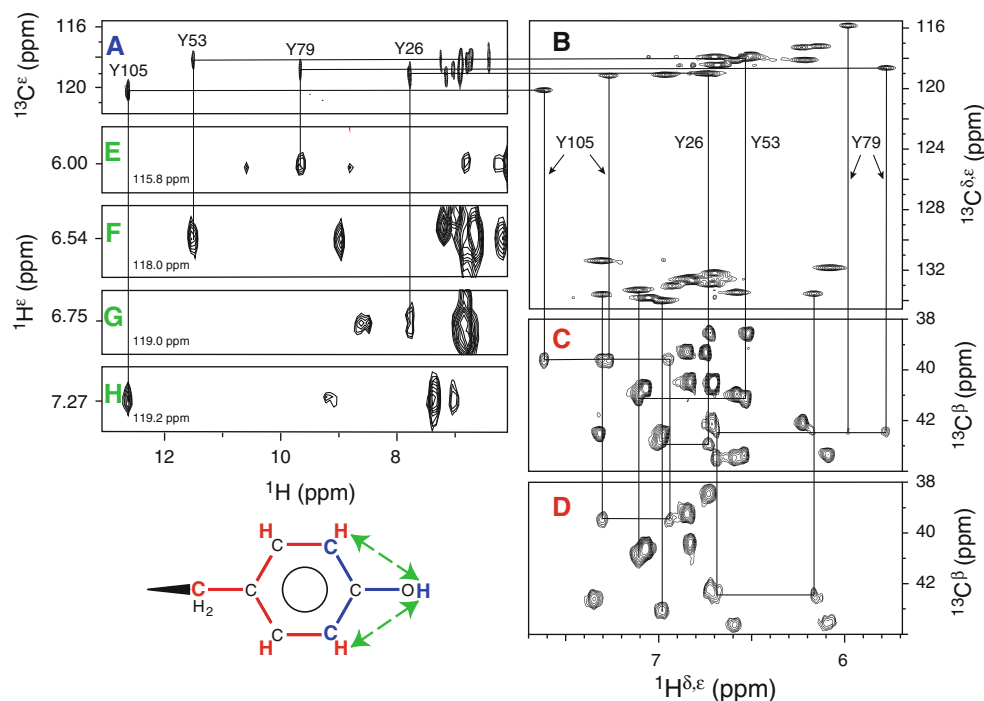 A
Y53
Y79
Y26
Y105
116
120
13Cε (ppm)
E
6.00
115.8 ppm
F
6.54
118.0 ppm
G
6.75
119.0 ppm
H
7.27
119.2 ppm
1Hε (ppm)
12
10
8
1H (ppm)
B
Y105
Y26
Y53
Y79
116
120
124
128
132
13Cδ,ε (ppm)
C
38
40
42
13Cβ (ppm)
D
38
40
42
13Cβ (ppm)
7
6
1Hδ,ε (ppm)
H H
C C
C C C OH
H2
C C
H H